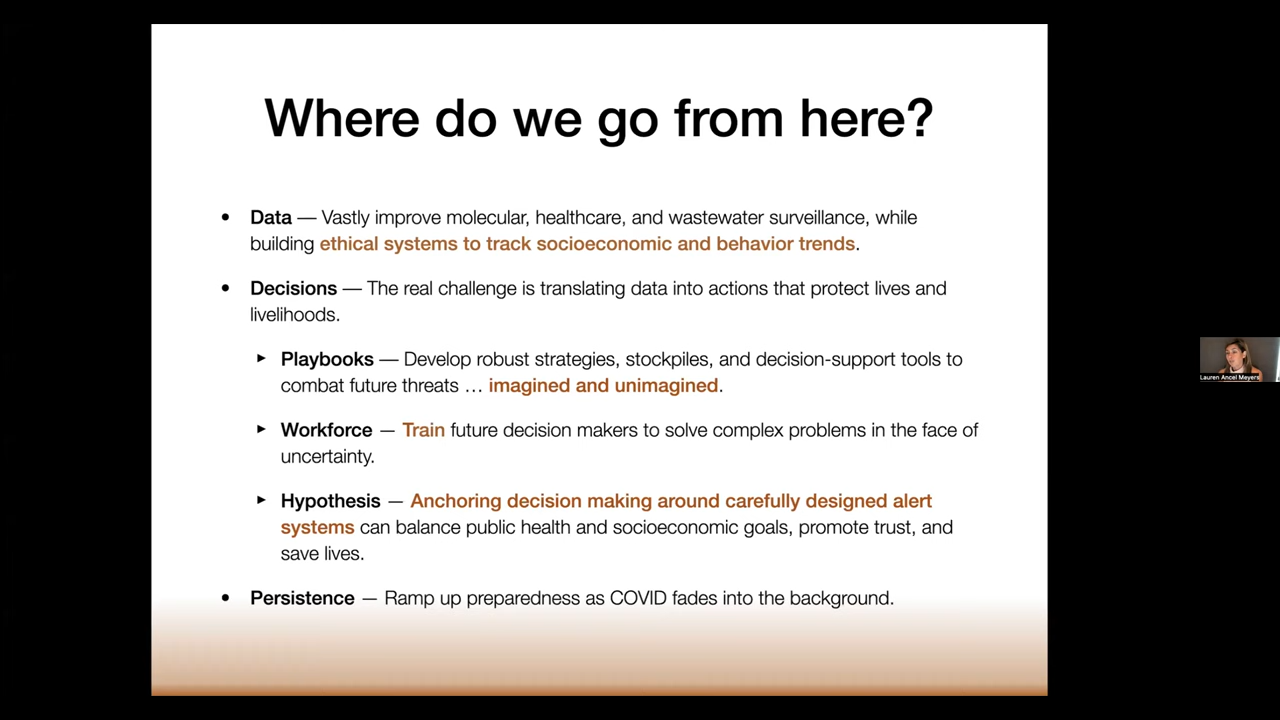 Where do we go from here?
• Data — Vastly improve molecular, healthcare, and wastewater surveillance, while
building ethical systems to track socioeconomic and behavior trends.
• Decisions — The real challenge is translating data into actions that protect lives and
livelihoods.
▸ Playbooks — Develop robust strategies, stockpiles, and decision-support tools to
combat future threats … imagined and unimagined.
▸ Workforce — Train future decision makers to solve complex problems in the face of
uncertainty.
▸ Hypothesis — Anchoring decision making around carefully designed alert
systems can balance public health and socioeconomic goals, promote trust, and
save lives.
• Persistence — Ramp up preparedness as COVID fades into the background.
Lauren Ancel Meyers